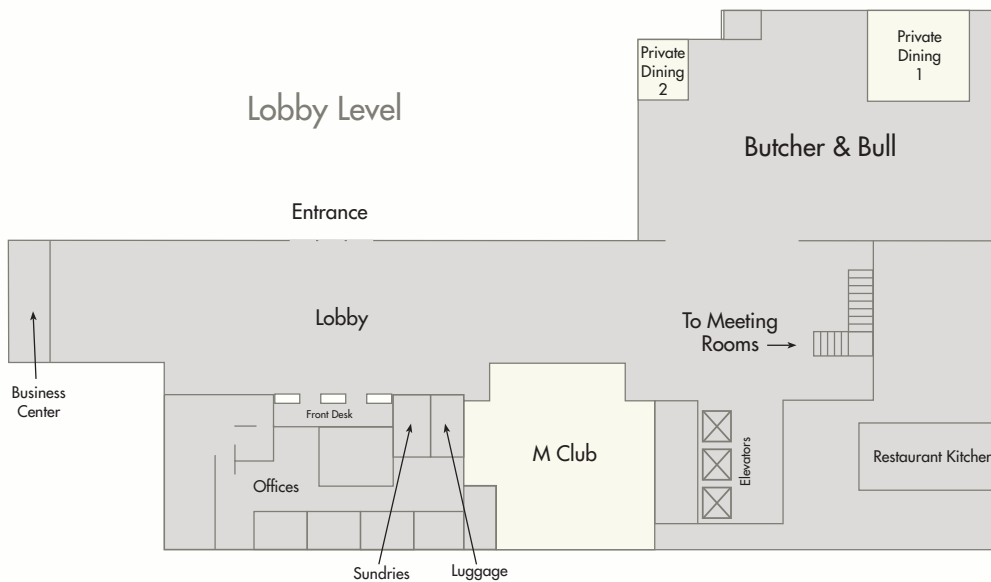 Private
Dining
1
Private
Dining
2
Lobby Level
Butcher & Bull
Entrance
Lobby
To Meeting
Rooms
Business
Center
Front Desk
M Club
Elevators
Restaurant Kitchen
Offices
Sundries
Luggage